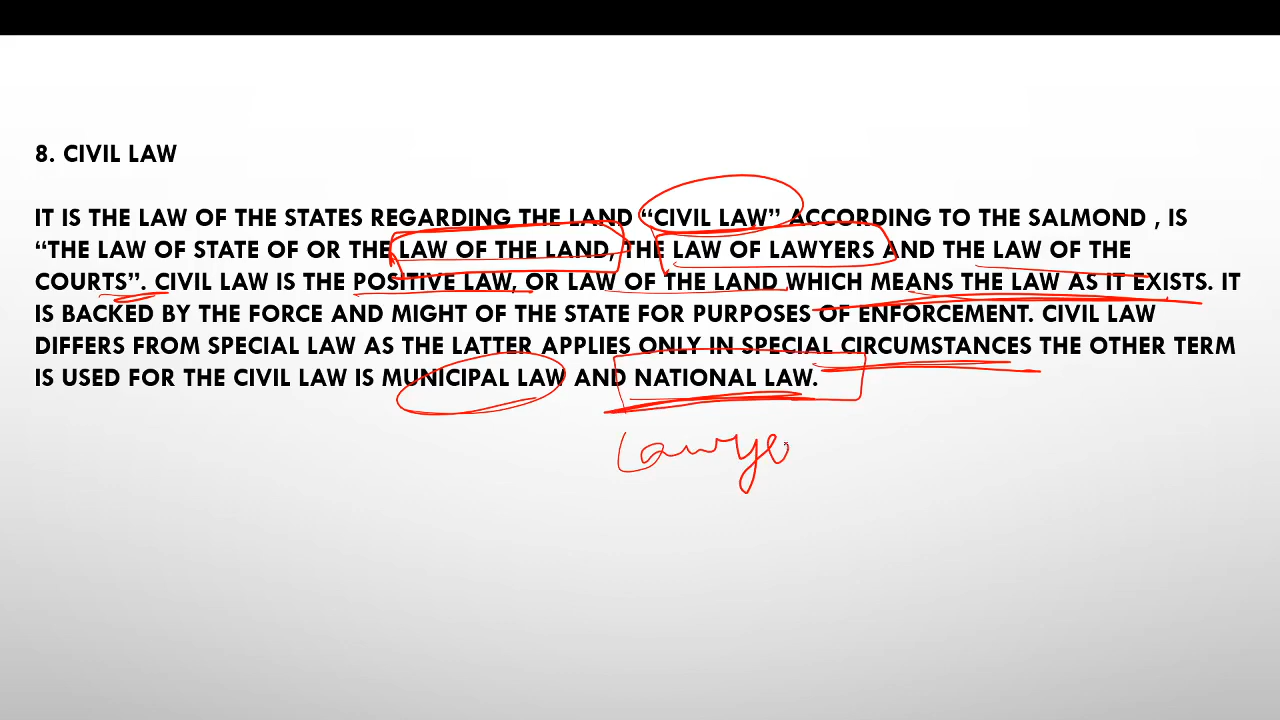 8. CIVIL LAW
IT IS THE LAW OF THE STATES REGARDING THE LAND “CIVIL LAW” ACCORDING TO THE SALMOND , IS
“THE LAW OF STATE OF OR THE LAW OF THE LAND, THE LAW OF LAWYERS AND THE LAW OF THE
COURTS”. CIVIL LAW IS THE POSITIVE LAW, OR LAW OF THE LAND WHICH MEANS THE LAW AS IT EXISTS. IT
IS BACKED BY THE FORCE AND MIGHT OF THE STATE FOR PURPOSES OF ENFORCEMENT. CIVIL LAW
DIFFERS FROM SPECIAL LAW AS THE LATTER APPLIES ONLY IN SPECIAL CIRCUMSTANCES THE OTHER TERM
IS USED FOR THE CIVIL LAW IS MUNICIPAL LAW AND NATIONAL LAW.
Lawye